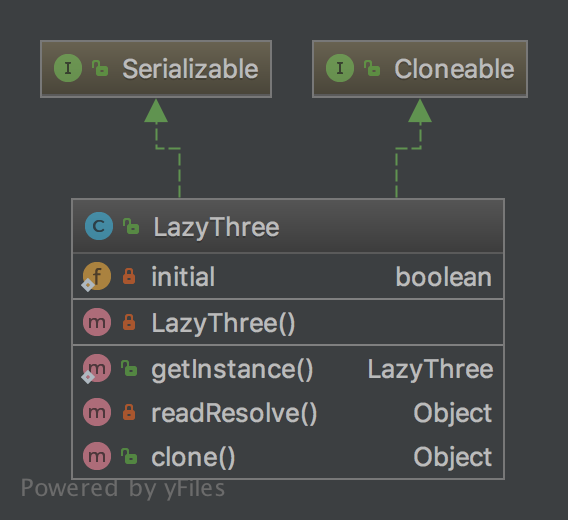 Serializable
Cloneable
LazyThree
initial boolean
LazyThree()
getInstance() LazyThree
readResolve() Object
clone() Object
Powered by yFiles